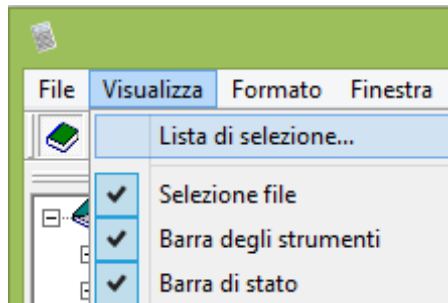 File Visualizza Formato Finestra
Lista di selezione...
Selezione file
Barra degli strumenti
Barra di stato